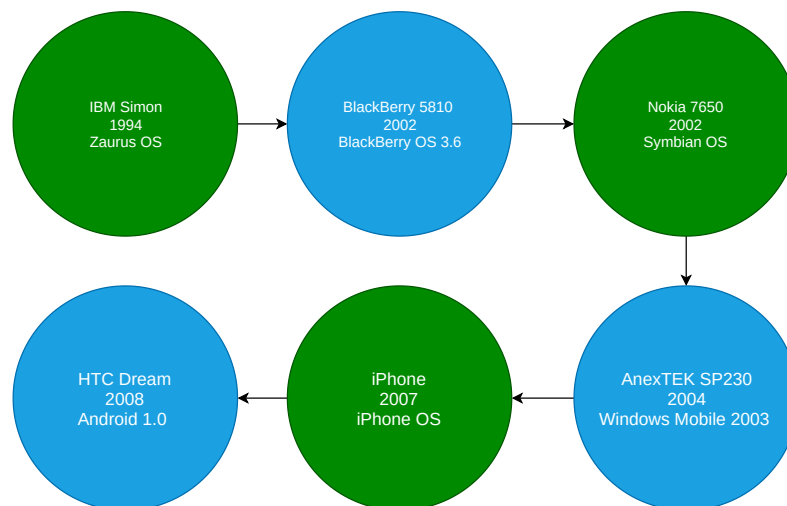 IBM Simon
1994
Zaurus OS
BlackBerry 5810
2002
BlackBerry OS 3.6
Nokia 7650
2002
Symbian OS
AnexTEK SP230
2004
Windows Mobile 2003
iPhone
2007
iPhone OS
HTC Dream
2008
Android 1.0